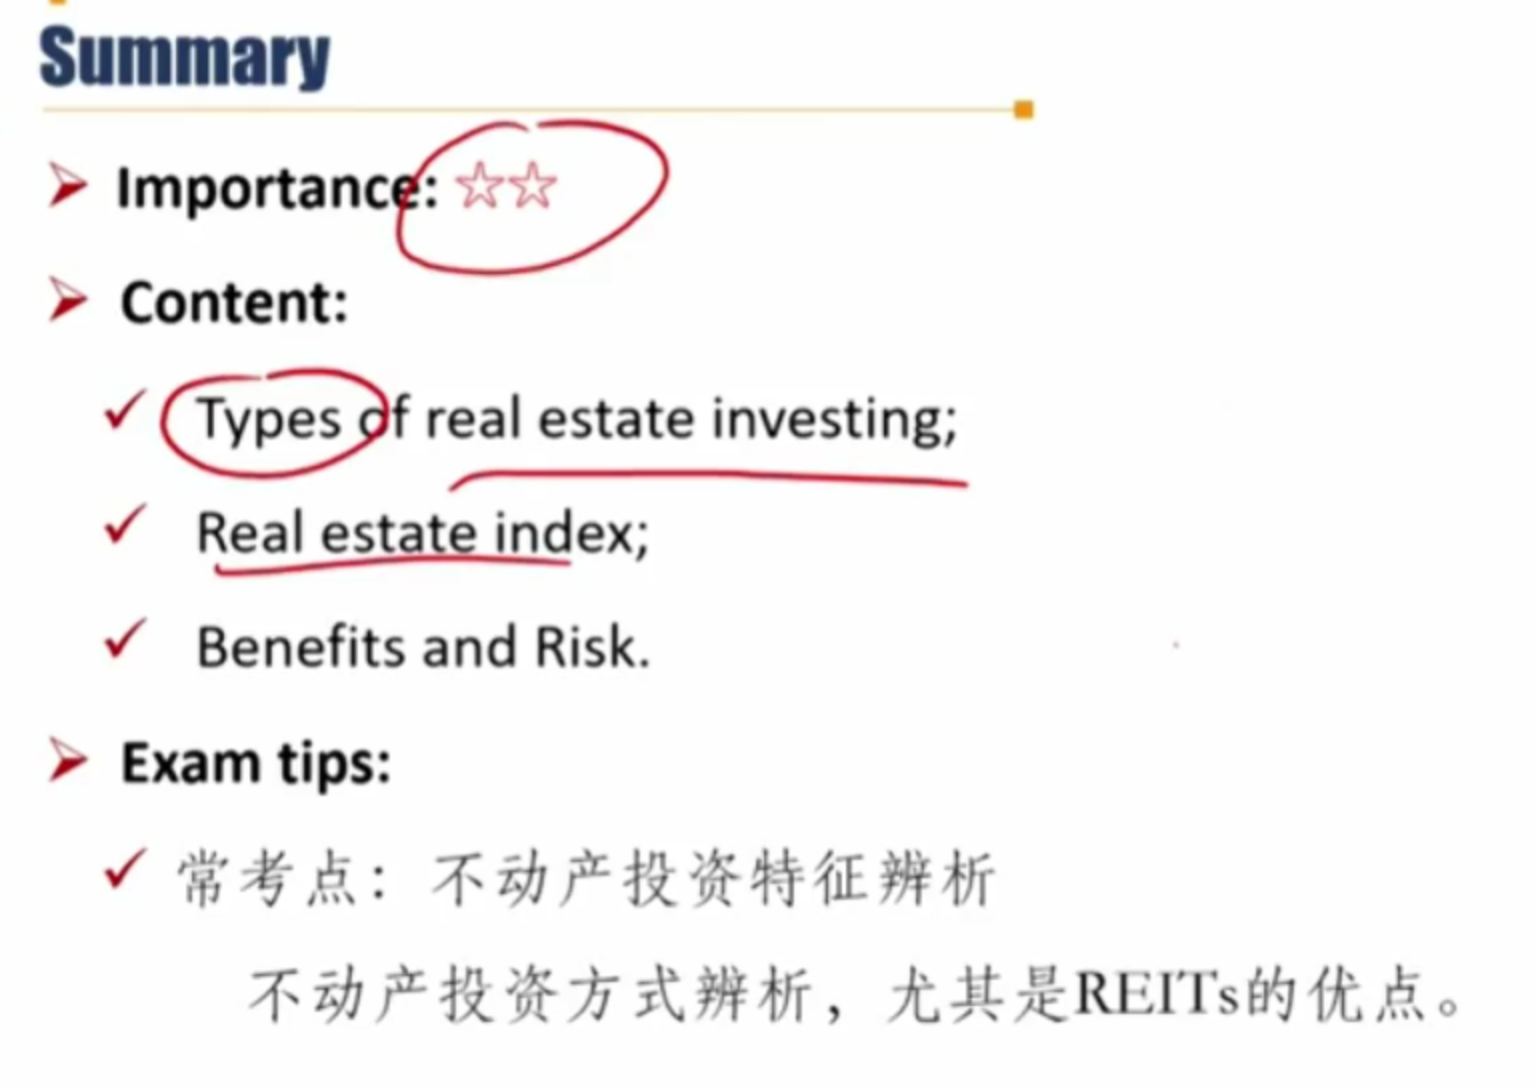 Summary
Importance: ☆☆
Content:
Types of real estate investing;
Real estate index;
Benefits and Risk.
Exam tips:
常考点：不动产投资特征辨析
不动产投资方式辨析，尤其是REITs的优点。